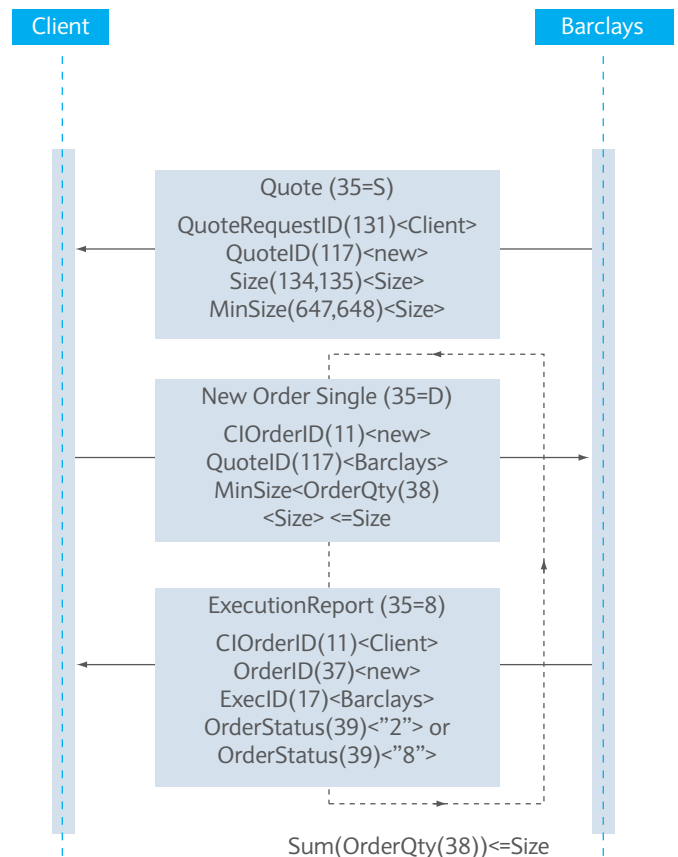 Client
Barclays
Quote (35=S)
QuoteRequestID(131)<Client>
QuoteID(117)<new>
Size(134,135)<Size>
MinSize(647,648)<Size>
New Order Single (35=D)
CIOrderID(11)<new>
QuoteID(117)<Barclays>
MinSize<OrderQty(38)
<Size> <=Size
ExecutionReport (35=8)
CIOrderID(11)<Client>
OrderID(37)<new>
ExecID(17)<Barclays>
OrderStatus(39)<”2”> or
OrderStatus(39)<”8”>
Sum(OrderQty(38))<=Size